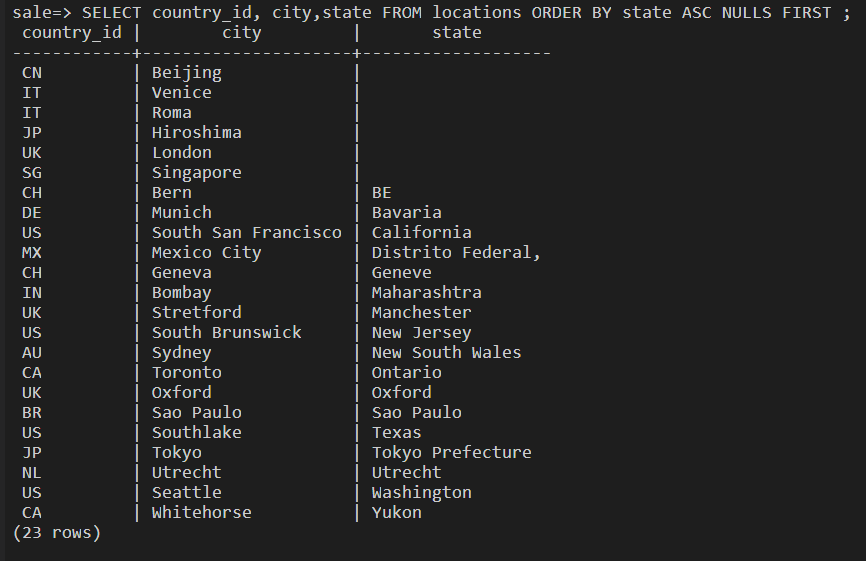 sale=> SELECT country_id, city,state FROM locations ORDER BY state ASC NULLS FIRST ;
 country_id |        city         |       state
------------+---------------------+-------------------
 CN         | Beijing             |
 IT         | Venice              |
 IT         | Roma                |
 JP         | Hiroshima           |
 UK         | London              |
 SG         | Singapore           |
 CH         | Bern                | BE
 DE         | Munich              | Bavaria
 US         | South San Francisco | California
 MX         | Mexico City         | Distrito Federal,
 CH         | Geneva              | Geneve
 IN         | Bombay              | Maharashtra
 UK         | Stretford           | Manchester
 US         | South Brunswick     | New Jersey
 AU         | Sydney              | New South Wales
 CA         | Toronto             | Ontario
 UK         | Oxford              | Oxford
 BR         | Sao Paulo           | Sao Paulo
 US         | Southlake           | Texas
 JP         | Tokyo               | Tokyo Prefecture
 NL         | Utrecht             | Utrecht
 US         | Seattle             | Washington
 CA         | Whitehorse          | Yukon
(23 rows)